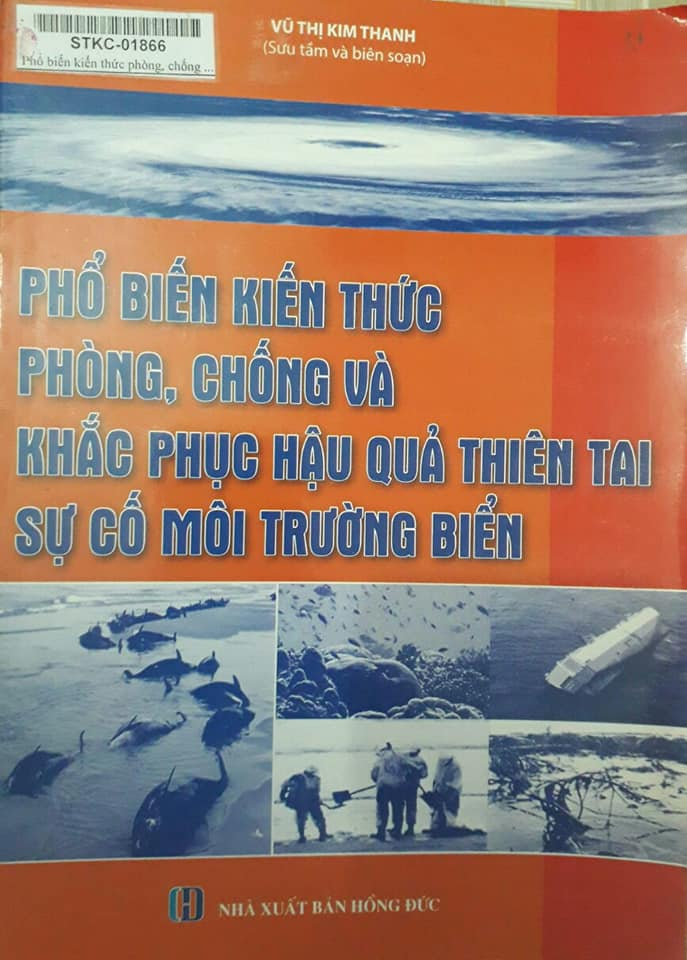 STKC-01866
Phổ biến kiến thức phòng, chống ...
VŨ THỊ KIM THANH
(Sưu tầm và biên soạn)
PHỔ BIẾN KIẾN THỨC
PHÒNG, CHỐNG VÀ
KHẮC PHỤC HẬU QUẢ THIÊN TAI
SỰ CỐ MÔI TRƯỜNG BIỂN
NHÀ XUẤT BẢN HỒNG ĐỨC